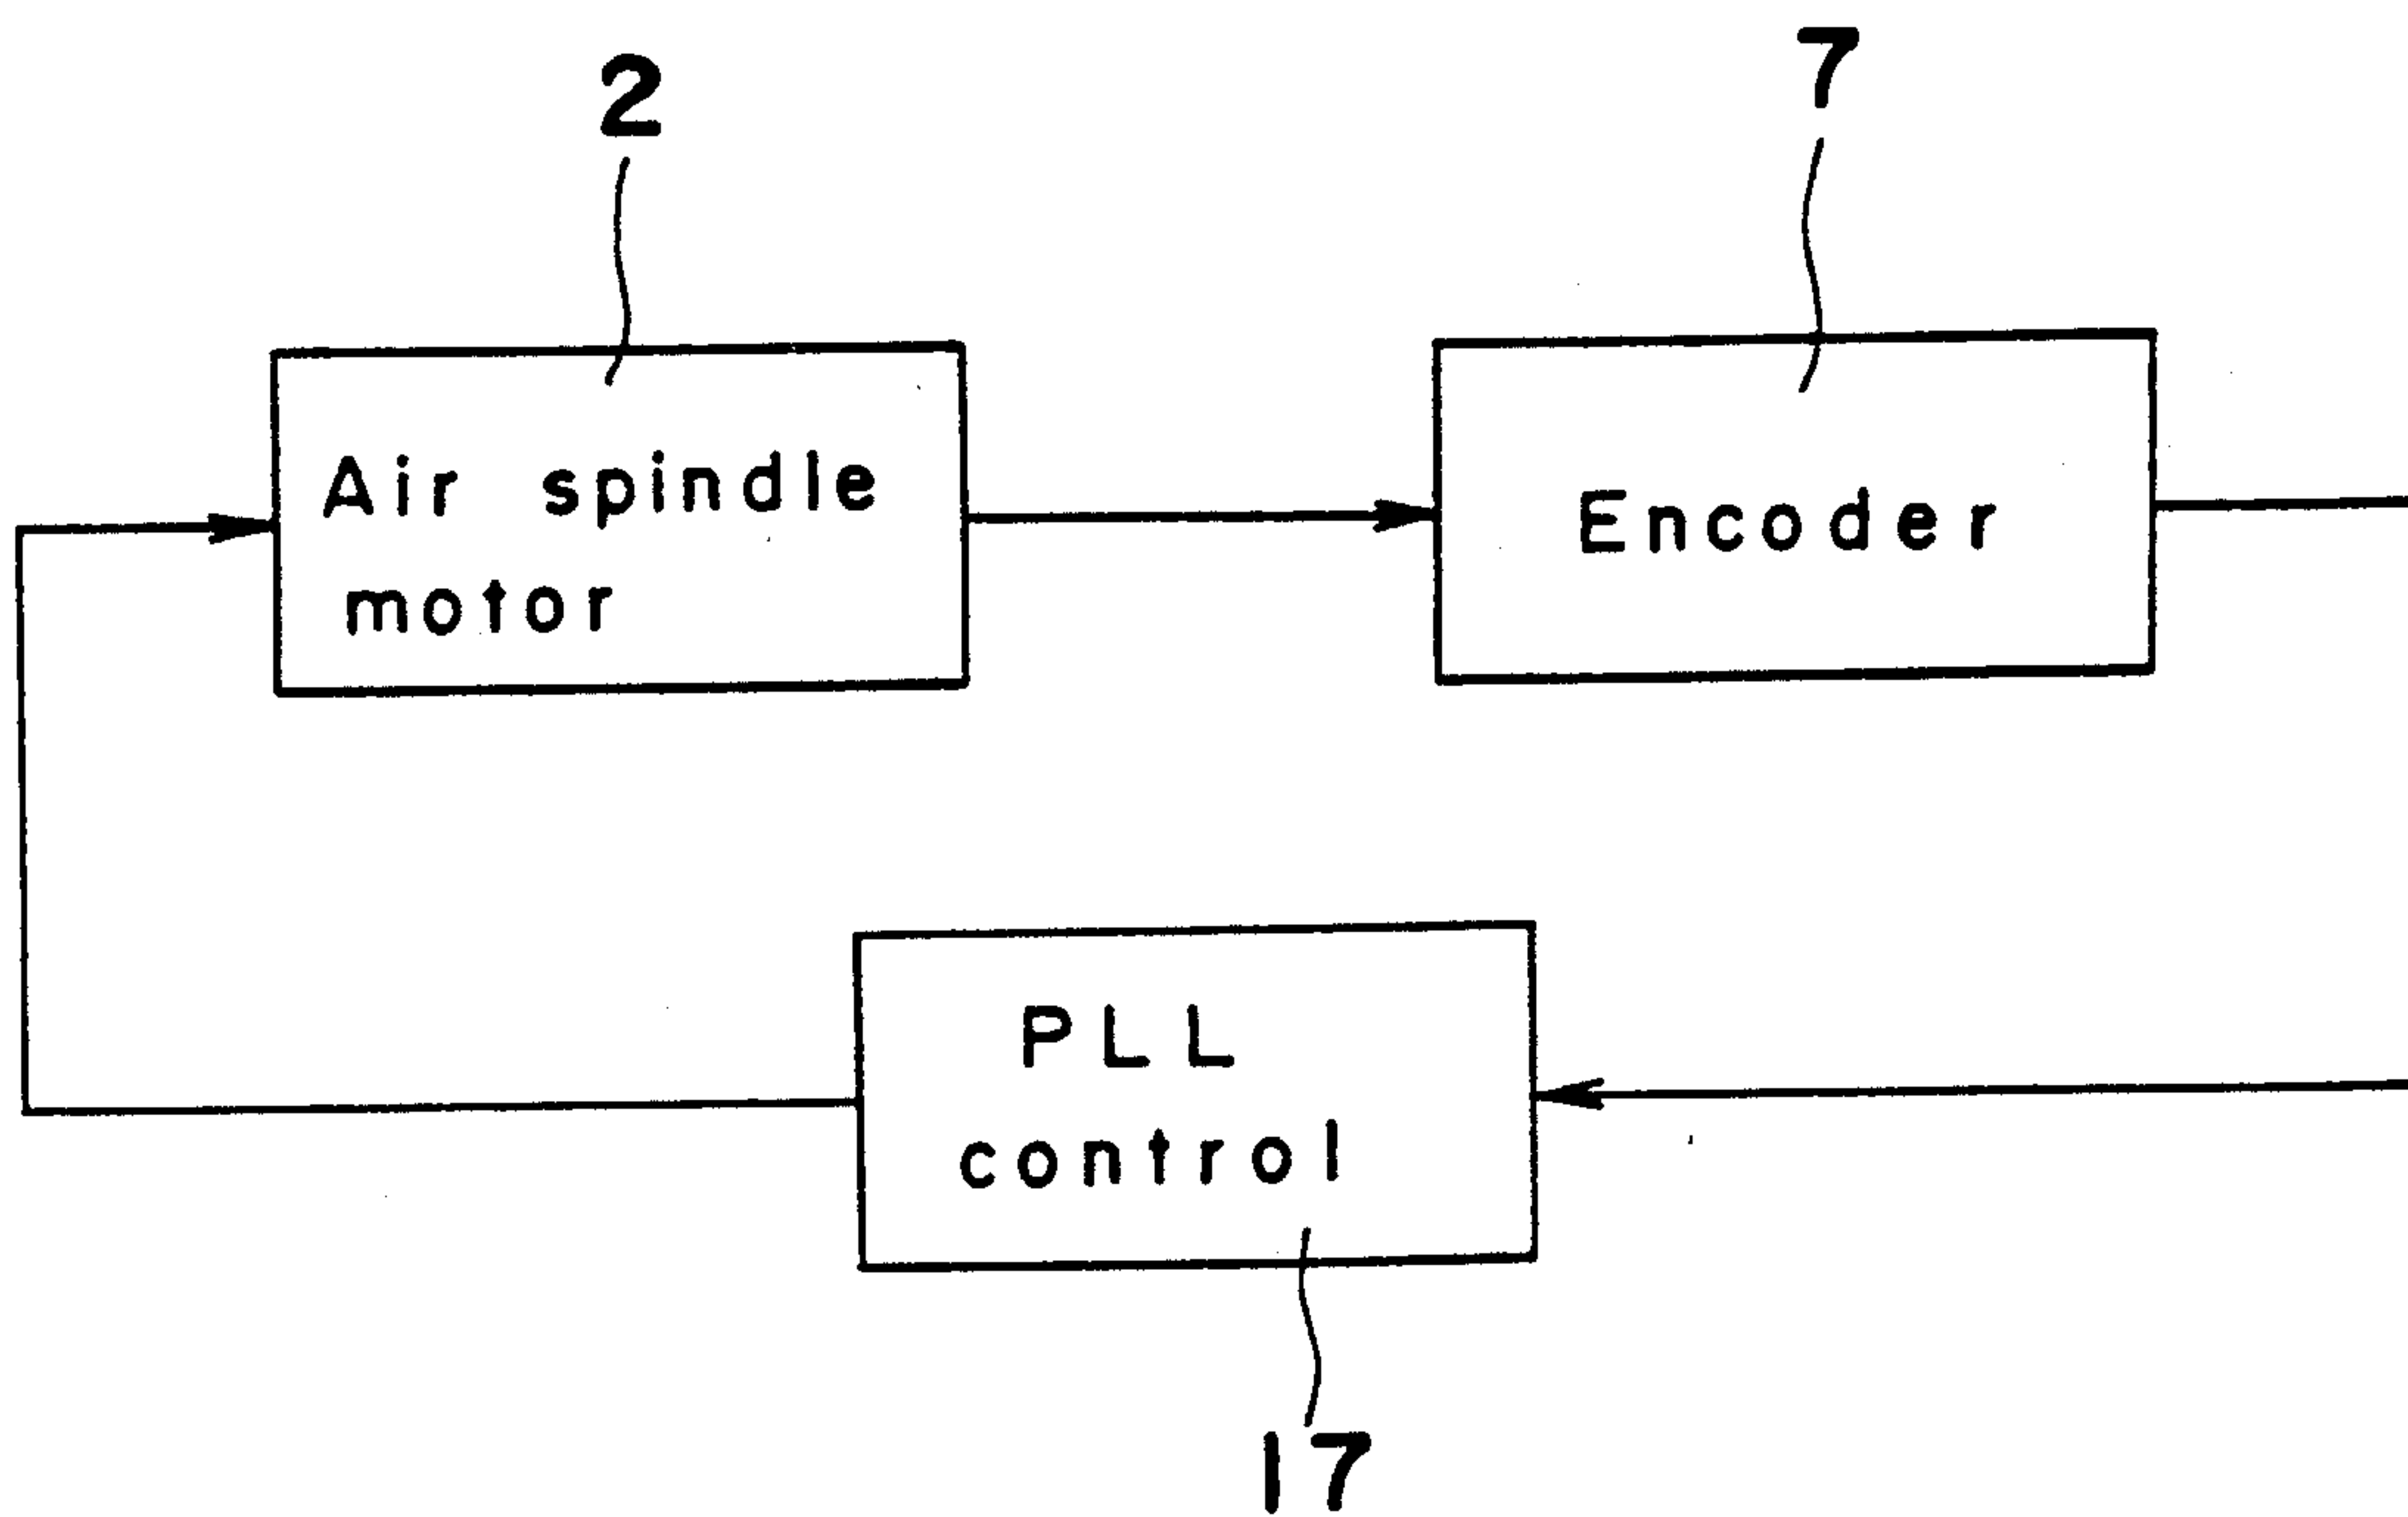 2
7
Air spindle
motor
Encoder
PLL
control
17